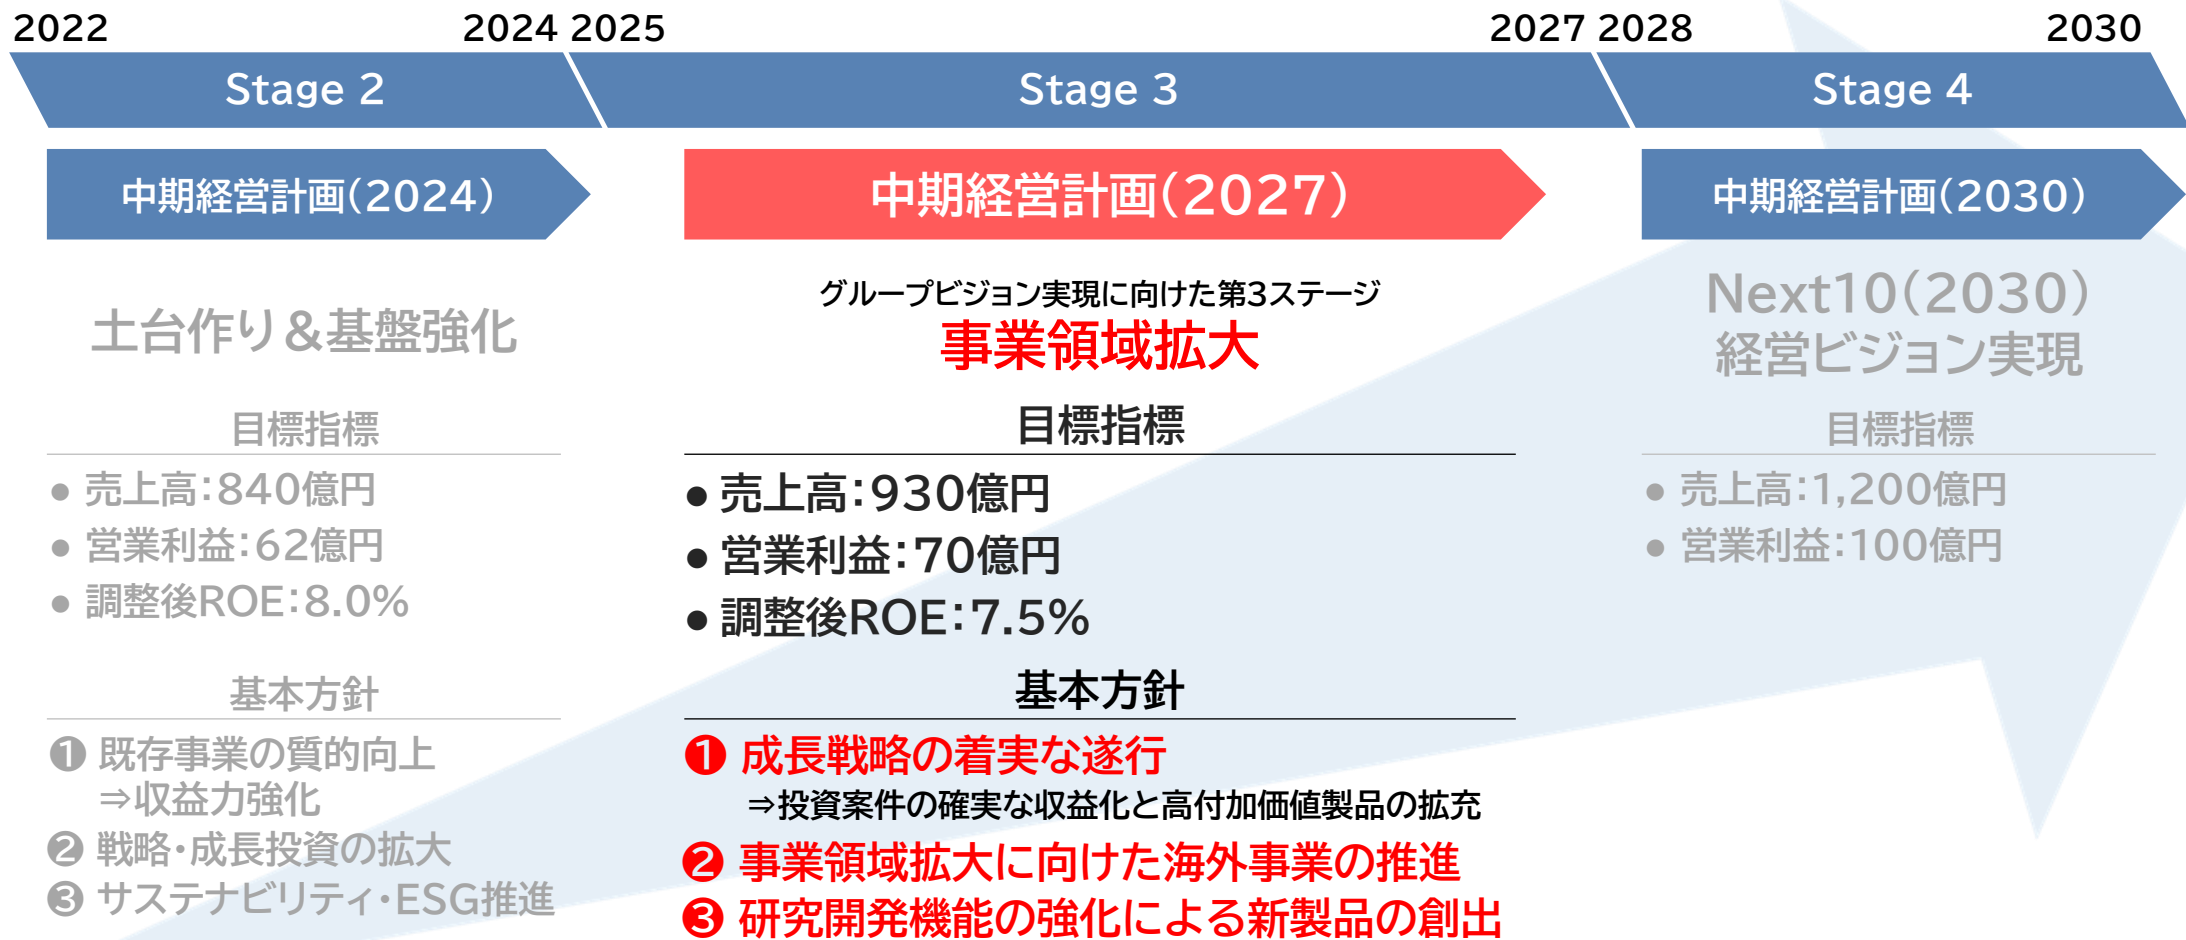 2022 2024 2025 2027 2028 2030
Stage 2
Stage 3
Stage 4
中期経営計画(2024)
中期経営計画(2027)
中期経営計画(2030)
土台作り&基盤強化
目標指標
● 売上高:840億円
● 営業利益:62億円
● 調整後ROE:8.0%
基本方針
❶ 既存事業の質的向上
⇒収益力強化
❷ 戦略・成長投資の拡大
❸ サステナビリティ・ESG推進
グループビジョン実現に向けた第3ステージ
事業領域拡大
目標指標
● 売上高:930億円
● 営業利益:70億円
● 調整後ROE:7.5%
基本方針
❶ 成長戦略の着実な遂行
⇒投資案件の確実な収益化と高付加価値製品の拡充
❷ 事業領域拡大に向けた海外事業の推進
❸ 研究開発機能の強化による新製品の創出
Next10(2030)
経営ビジョン実現
目標指標
● 売上高:1,200億円
● 営業利益:100億円